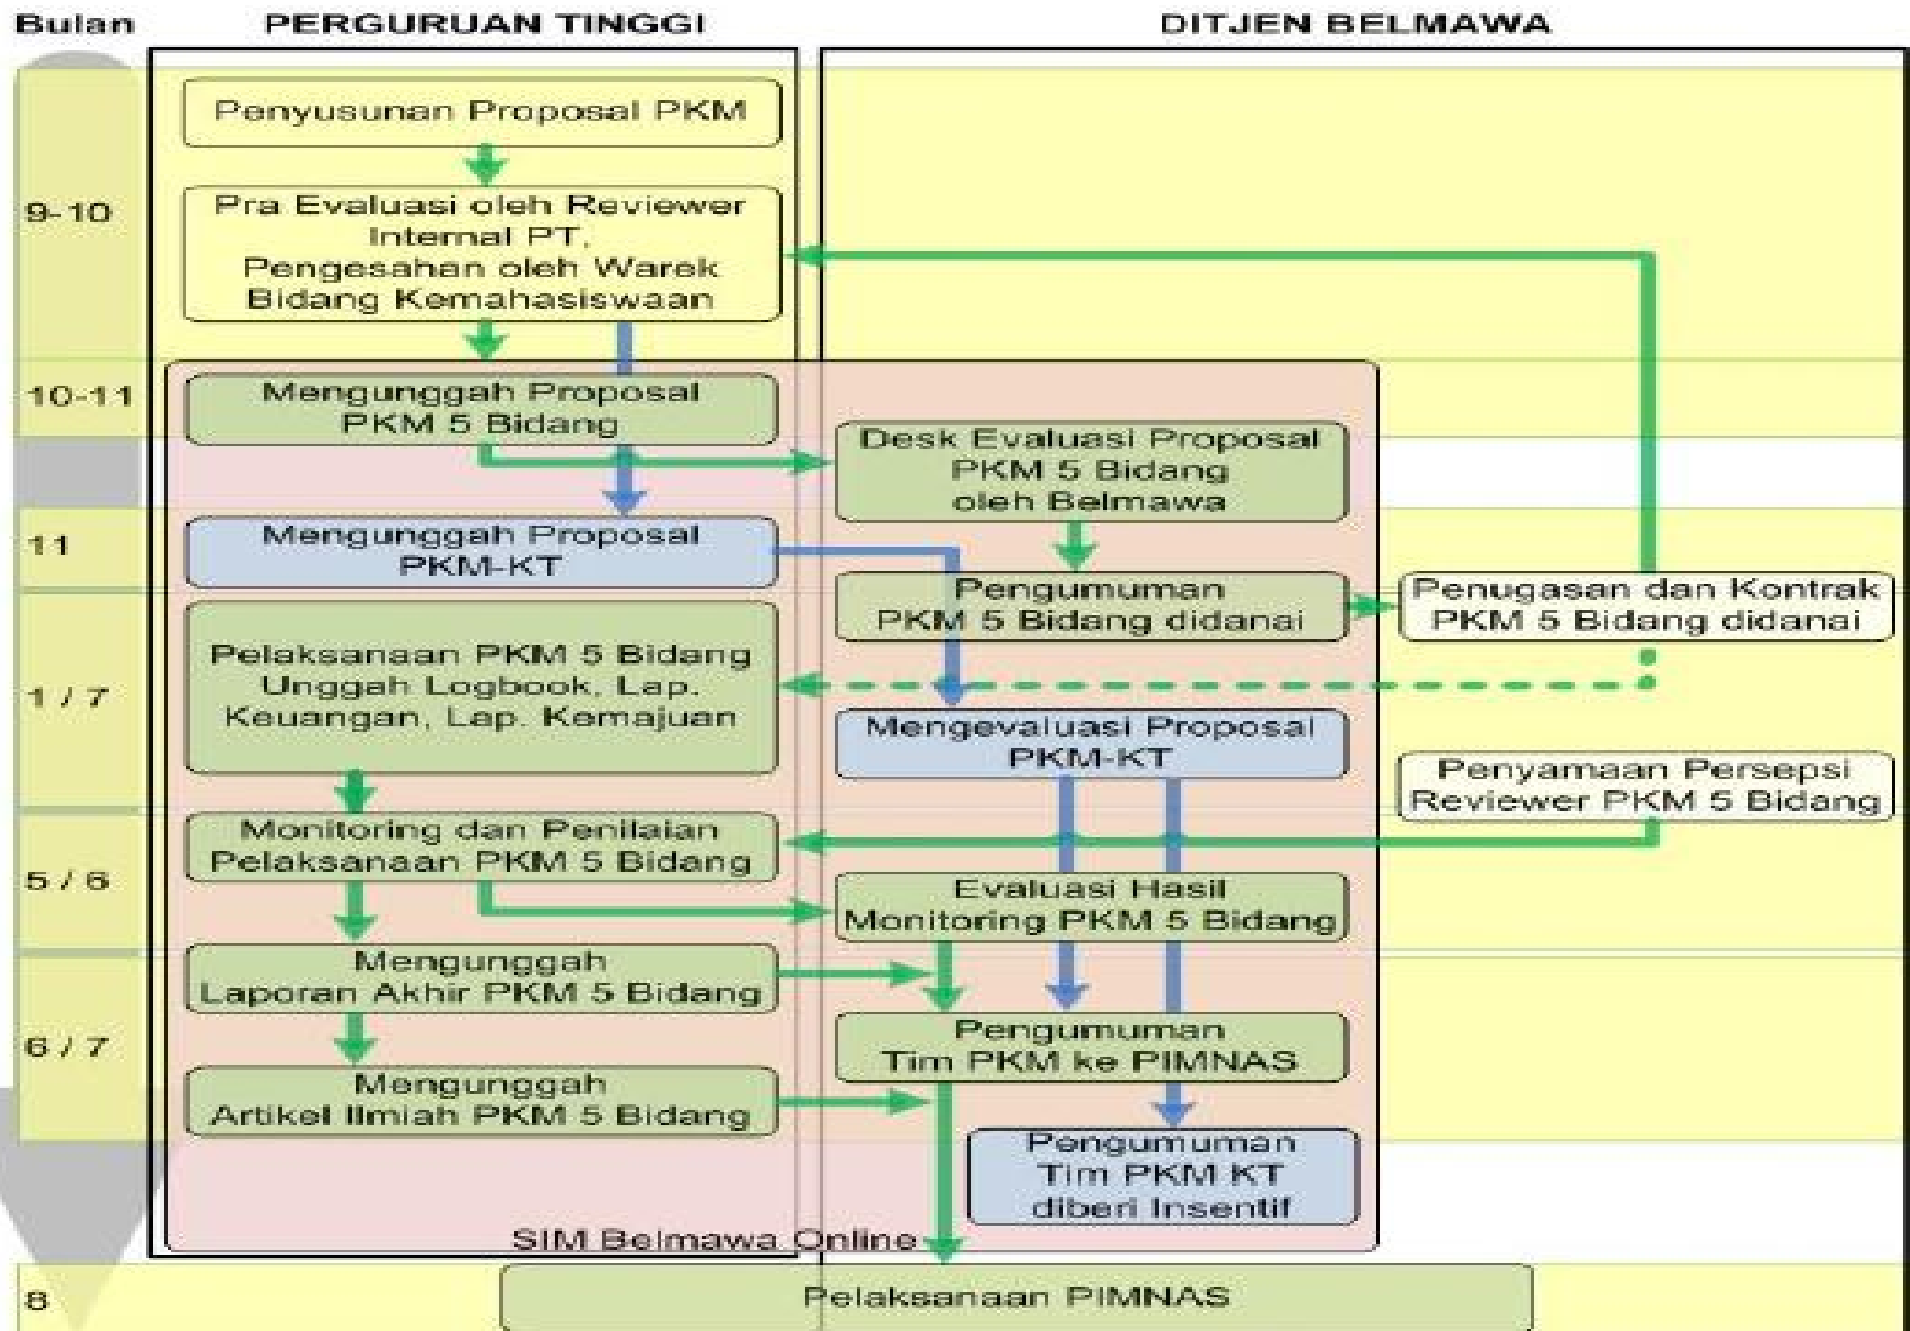 Bulan
PERGURUAN TINGGI
DITJEN BELMAWA
9-10
Penyusunan Proposal PKM
Pra Evaluasi oleh Reviewer
Internal PT,
Pengesahan oleh Warek
Bidang Kemahasiswaan
10-11
Mengunggah Proposal
PKM 5 Bidang
Desk Evaluasi Proposal
PKM 5 Bidang
oleh Belmawa
11
Mengunggah Proposal
PKM-KT
Pengumuman
PKM 5 Bidang didanai
Penugasan dan Kontrak
PKM 5 Bidang didanai
1 / 7
Pelaksanaan PKM 5 Bidang
Unggah Logbook, Lap.
Keuangan, Lap. Kemajuan
Mengevaluasi Proposal
PKM-KT
Penyamaan Persepsi
Reviewer PKM 5 Bidang
5 / 6
Monitoring dan Penilaian
Pelaksanaan PKM 5 Bidang
Evaluasi Hasil
Monitoring PKM 5 Bidang
6 / 7
Mengunggah
Laporan Akhir PKM 5 Bidang
Pengumuman
Tim PKM ke PIMNAS
Mengunggah
Artikel Ilmiah PKM 5 Bidang
Pengumuman
Tim PKM KT
diberi Insentif
SIM Belmawa Online
8
Pelaksanaan PIMNAS